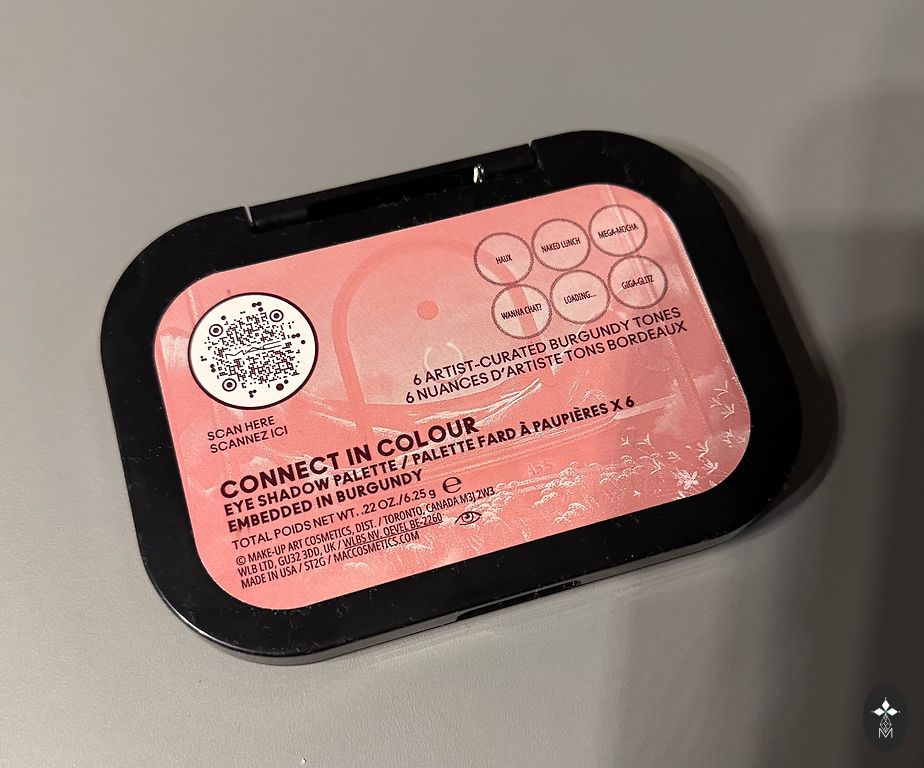 HAUX
NAKED LUNCH
MEGA-MOCHA
WANNA CHAT?
LOADING...
GIGA-GLITZ
6 ARTIST-CURATED BURGUNDY TONES
6 NUANCES D'ARTISTE TONS BORDEAUX
MAC
SCAN HERE
SCANNEZ ICI
CONNECT IN COLOUR
EYE SHADOW PALETTE / PALETTE FARD À PAUPIÈRES X 6
EMBEDDED IN BURGUNDY
TOTAL POIDS NET WT. .22 OZ./6.25 g ℮
© MAKE-UP ART COSMETICS, DIST. / TORONTO, CANADA M3J 2W3
WLB LTD, GU32 3DD, UK / WLBS NV. OEVEL BE-2260
MADE IN USA / ST2G / MACCOSMETICS.COM
M